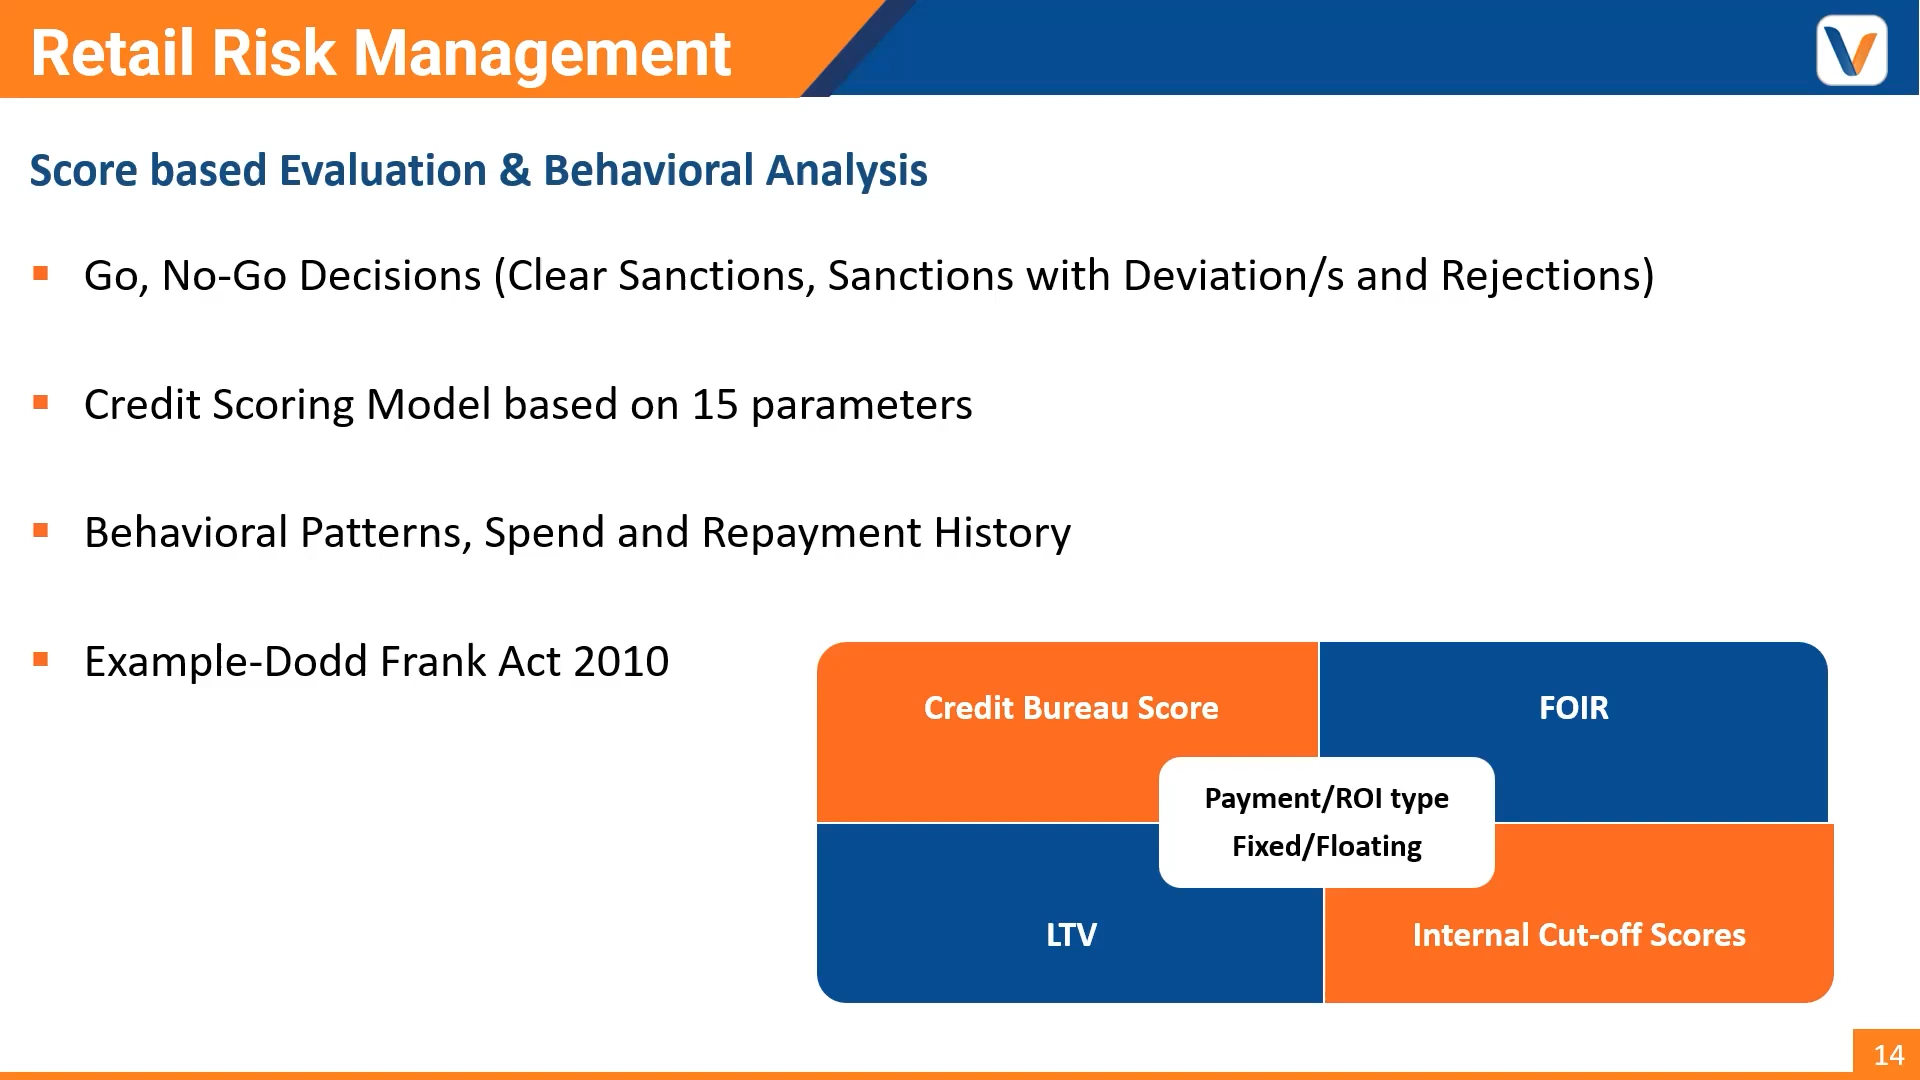 Retail Risk Management
Score based Evaluation & Behavioral Analysis
Go, No-Go Decisions (Clear Sanctions, Sanctions with Deviation/s and Rejections)
Credit Scoring Model based on 15 parameters
Behavioral Patterns, Spend and Repayment History
Example-Dodd Frank Act 2010
Credit Bureau Score
FOIR
Payment/ROI type
Fixed/Floating
LTV
Internal Cut-off Scores
14